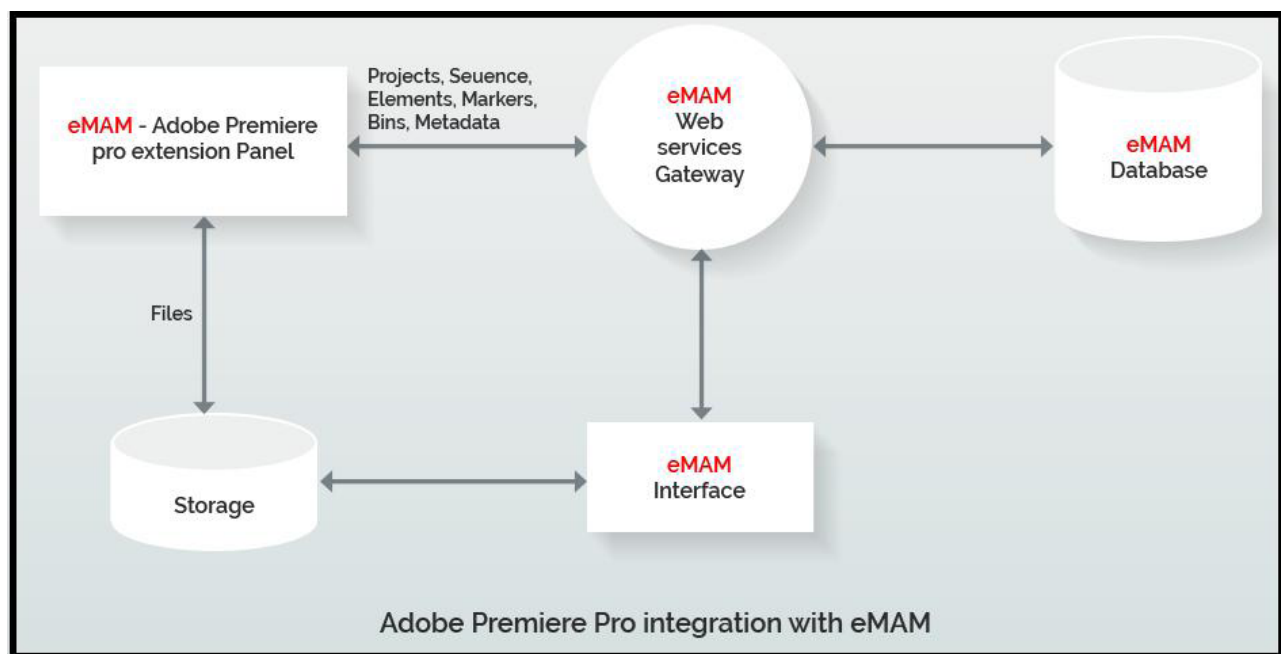 Projects, Seuence,
Elements, Markers,
Bins, Metadata
eMAM - Adobe Premiere
pro extension Panel
eMAM
Web
services
Gateway
eMAM
Database
Files
Storage
eMAM
Interface
Adobe Premiere Pro integration with eMAM